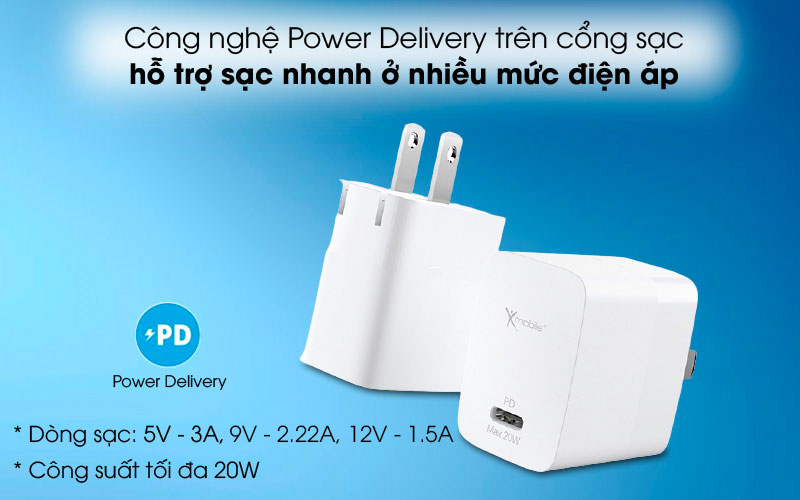 Công nghệ Power Delivery trên cổng sạc
hỗ trợ sạc nhanh ở nhiều mức điện áp
Xmobile
PD
Max 20W
PD
Power Delivery
* Dòng sạc: 5V - 3A, 9V - 2.22A, 12V - 1.5A
* Công suất tối đa 20W